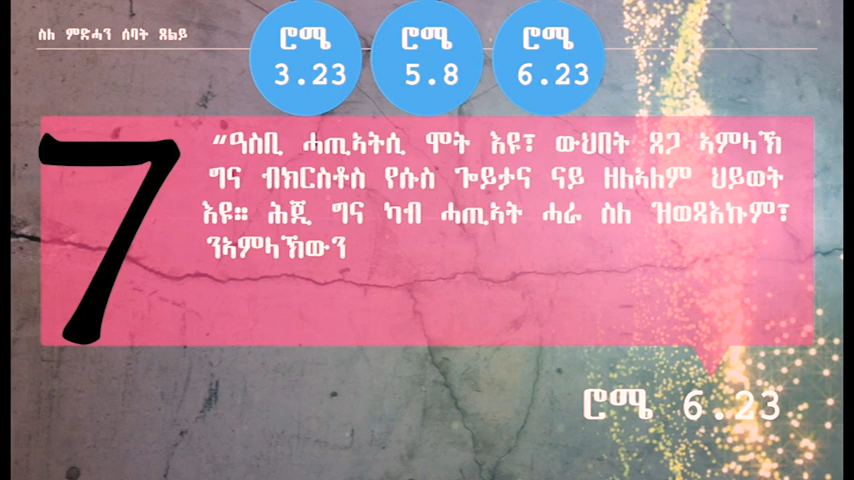 ስለ ምድሓን ሰባት ጸልይ
ሮሜ 3.23
ሮሜ 5.8
ሮሜ 6.23
7
“ዓስቢ ሓጢኣትሲ ሞት እዩ፣ ውህበት ጸጋ ኣምላኽ
ግና ብክርስቶስ የሱስ ጐይታና ናይ ዘለኣለም ህይወት
እዩ። ሕጂ ግና ካብ ሓጢኣት ሓራ ስለ ዝወጻእኩም፣
ንኣምላኽውን
ሮሜ 6.23